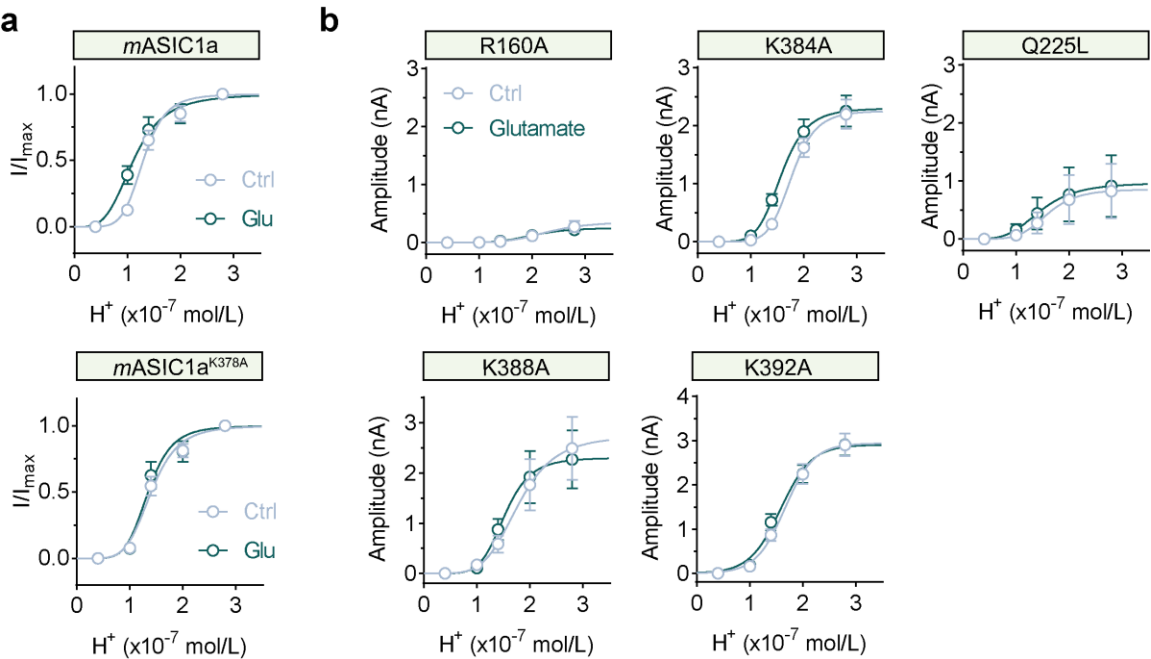 a
mASIC1a
1.0
0.5
0.0
I/Imax
Ctrl
Glu
0 1 2 3
H⁺ (x10⁻⁷ mol/L)
mASIC1aᴷ³⁷⁸ᴬ
1.0
0.5
0.0
I/Imax
Ctrl
Glu
0 1 2 3
H⁺ (x10⁻⁷ mol/L)
b
R160A
3
2
1
0
Amplitude (nA)
Ctrl
Glutamate
0 1 2 3
H⁺ (x10⁻⁷ mol/L)
K384A
3
2
1
0
Amplitude (nA)
0 1 2 3
H⁺ (x10⁻⁷ mol/L)
Q225L
3
2
1
0
Amplitude (nA)
0 1 2 3
H⁺ (x10⁻⁷ mol/L)
K388A
3
2
1
0
Amplitude (nA)
0 1 2 3
H⁺ (x10⁻⁷ mol/L)
K392A
4
3
2
1
0
Amplitude (nA)
0 1 2 3
H⁺ (x10⁻⁷ mol/L)